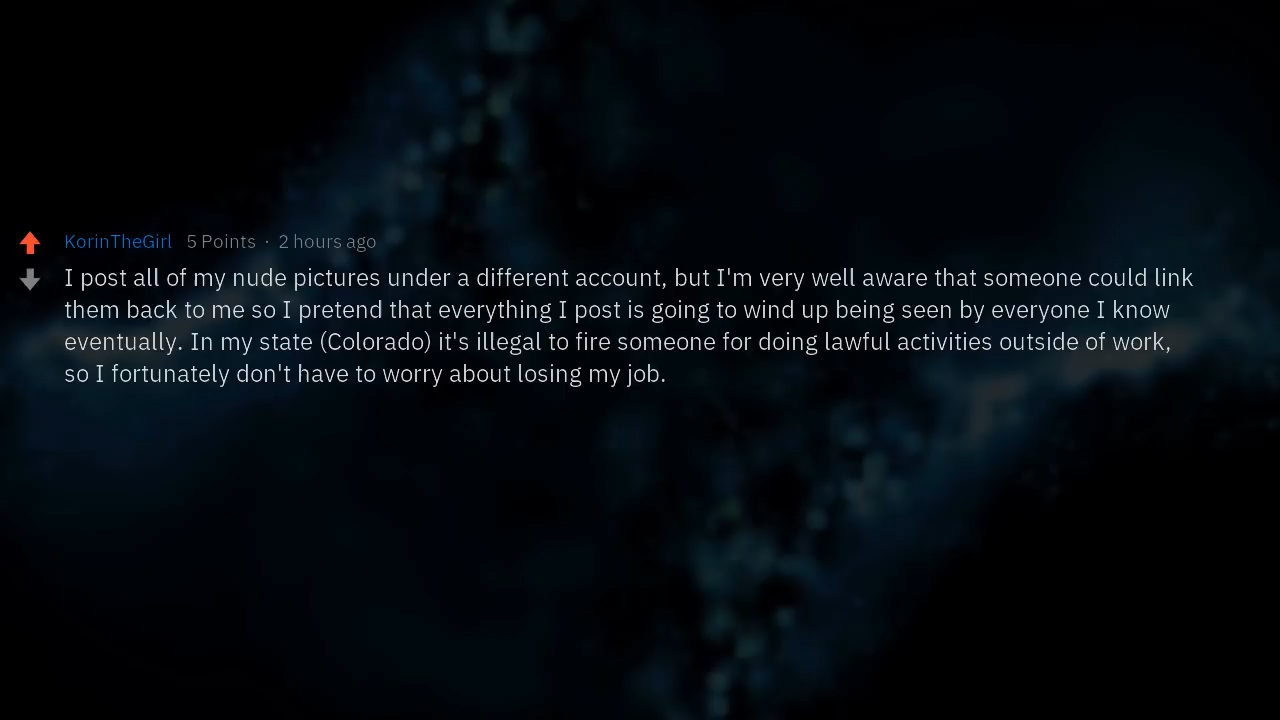 KorinTheGirl 5 Points · 2 hours ago
I post all of my nude pictures under a different account, but I'm very well aware that someone could link
them back to me so I pretend that everything I post is going to wind up being seen by everyone I know
eventually. In my state (Colorado) it's illegal to fire someone for doing lawful activities outside of work,
so I fortunately don't have to worry about losing my job.